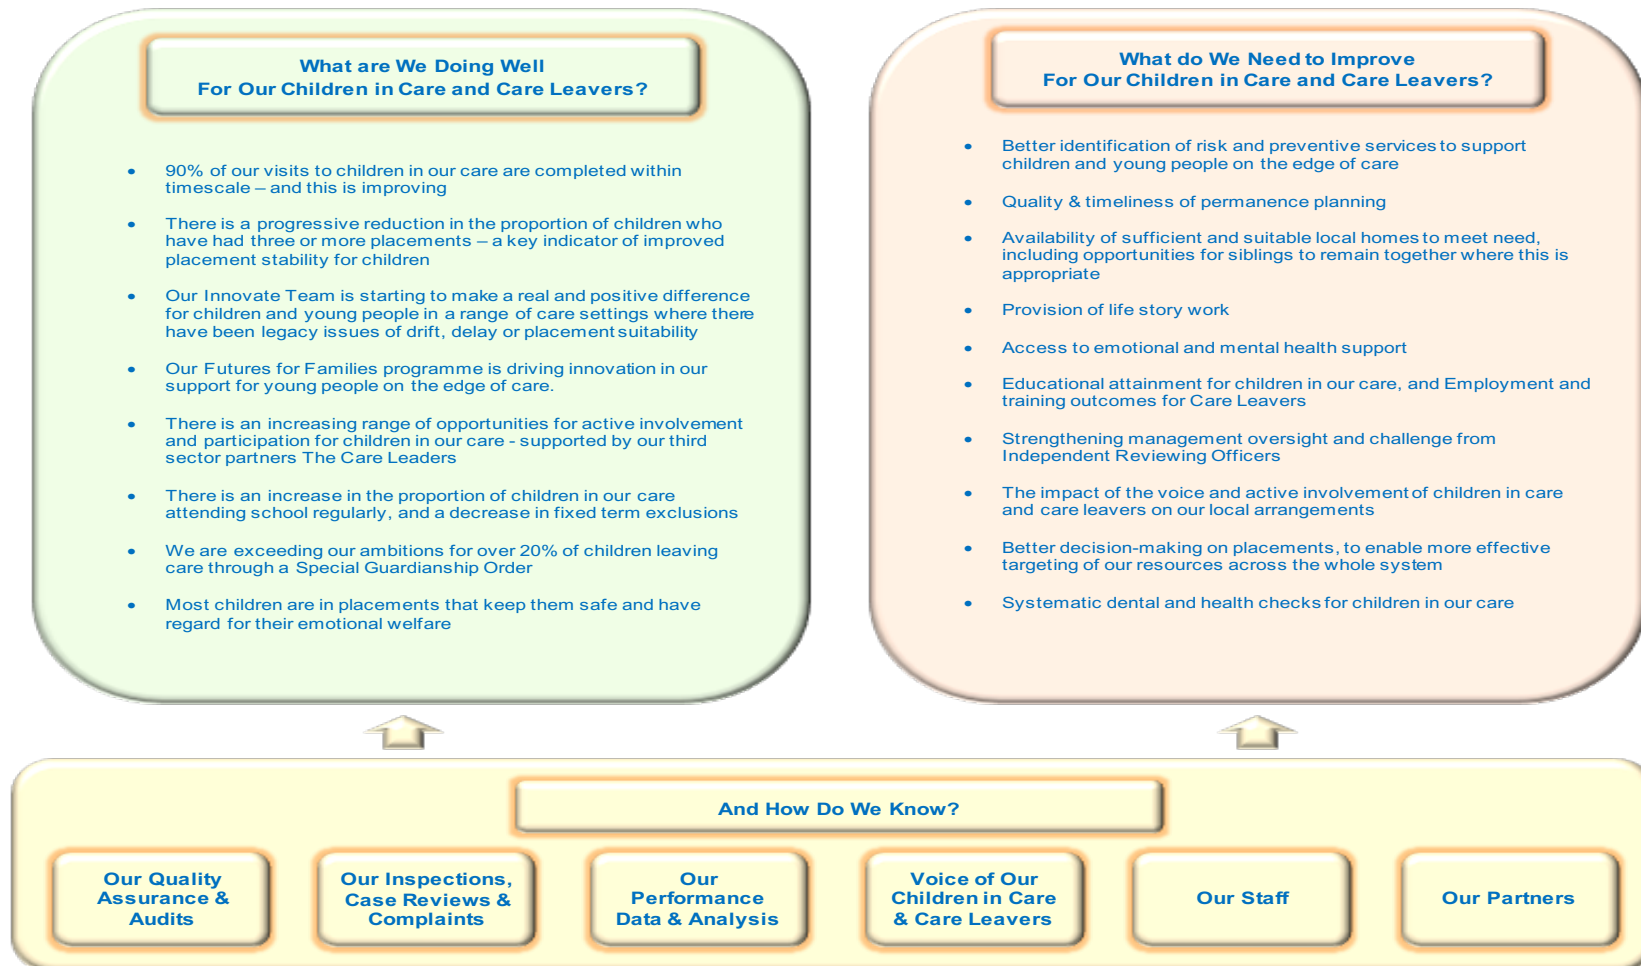 What are We Doing Well
For Our Children in Care and Care Leavers?
• 90% of our visits to children in our care are completed within
timescale – and this is improving
• There is a progressive reduction in the proportion of children who
have had three or more placements – a key indicator of improved
placement stability for children
• Our Innovate Team is starting to make a real and positive difference
for children and young people in a range of care settings where there
have been legacy issues of drift, delay or placement suitability
• Our Futures for Families programme is driving innovation in our
support for young people on the edge of care.
• There is an increasing range of opportunities for active involvement
and participation for children in our care - supported by our third
sector partners The Care Leaders
• There is an increase in the proportion of children in our care
attending school regularly, and a decrease in fixed term exclusions
• We are exceeding our ambitions for over 20% of children leaving
care through a Special Guardianship Order
• Most children are in placements that keep them safe and have
regard for their emotional welfare
What do We Need to Improve
For Our Children in Care and Care Leavers?
• Better identification of risk and preventive services to support
children and young people on the edge of care
• Quality & timeliness of permanence planning
• Availability of sufficient and suitable local homes to meet need,
including opportunities for siblings to remain together where this is
appropriate
• Provision of life story work
• Access to emotional and mental health support
• Educational attainment for children in our care, and Employment and
training outcomes for Care Leavers
• Strengthening management oversight and challenge from
Independent Reviewing Officers
• The impact of the voice and active involvement of children in care
and care leavers on our local arrangements
• Better decision-making on placements, to enable more effective
targeting of our resources across the whole system
• Systematic dental and health checks for children in our care
And How Do We Know?
Our Quality
Assurance &
Audits
Our Inspections,
Case Reviews &
Complaints
Our
Performance
Data & Analysis
Voice of Our
Children in Care
& Care Leavers
Our Staff
Our Partners